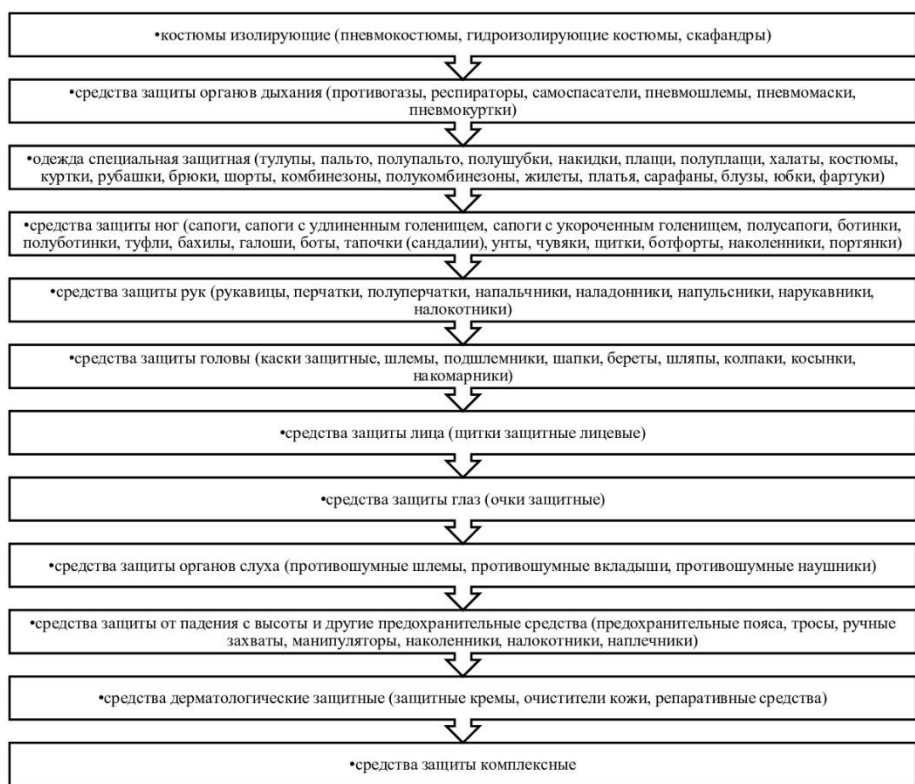 •костюмы изолирующие (пневмокостюмы, гидроизолирующие костюмы, скафандры)
•средства защиты органов дыхания (противогазы, респираторы, самоспасатели, пневмошлемы, пневмомаски,
пневмокуртки)
•одежда специальная защитная (тулупы, пальто, полупальто, полушубки, накидки, плащи, полуплащи, халаты, костюмы,
куртки, рубашки, брюки, шорты, комбинезоны, полукомбинезоны, жилеты, платья, сарафаны, блузы, юбки, фартуки)
•средства защиты ног (сапоги, сапоги с удлиненным голенищем, сапоги с укороченным голенищем, полусапоги, ботинки,
полуботинки, туфли, бахилы, галоши, боты, тапочки (сандалии), унты, чувяки, щитки, ботфорты, наколенники, портянки)
•средства защиты рук (рукавицы, перчатки, полуперчатки, напальчники, наладонники, напульсники, нарукавники,
налокотники)
•средства защиты головы (каски защитные, шлемы, подшлемники, шапки, береты, шляпы, колпаки, косынки,
накомарники)
•средства защиты лица (щитки защитные лицевые)
•средства защиты глаз (очки защитные)
•средства защиты органов слуха (противошумные шлемы, противошумные вкладыши, противошумные наушники)
•средства защиты от падения с высоты и другие предохранительные средства (предохранительные пояса, тросы, ручные
захваты, манипуляторы, наколенники, налокотники, наплечники)
•средства дерматологические защитные (защитные кремы, очистители кожи, репаративные средства)
•средства защиты комплексные